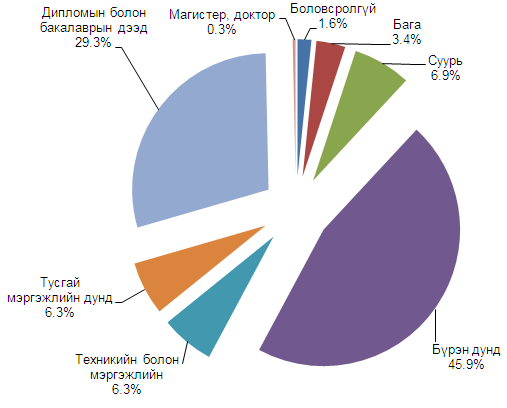 Дипломын болон
бакалаврын дээд
29.3%
Магистер, доктор
0.3%
Боловсролгүй
1.6%
Бага
3.4%
Суурь
6.9%
Бүрэн дунд
45.9%
Техникийн болон
мэргэжлийн
6.3%
Тусгай
мэргэжлийн дунд
6.3%